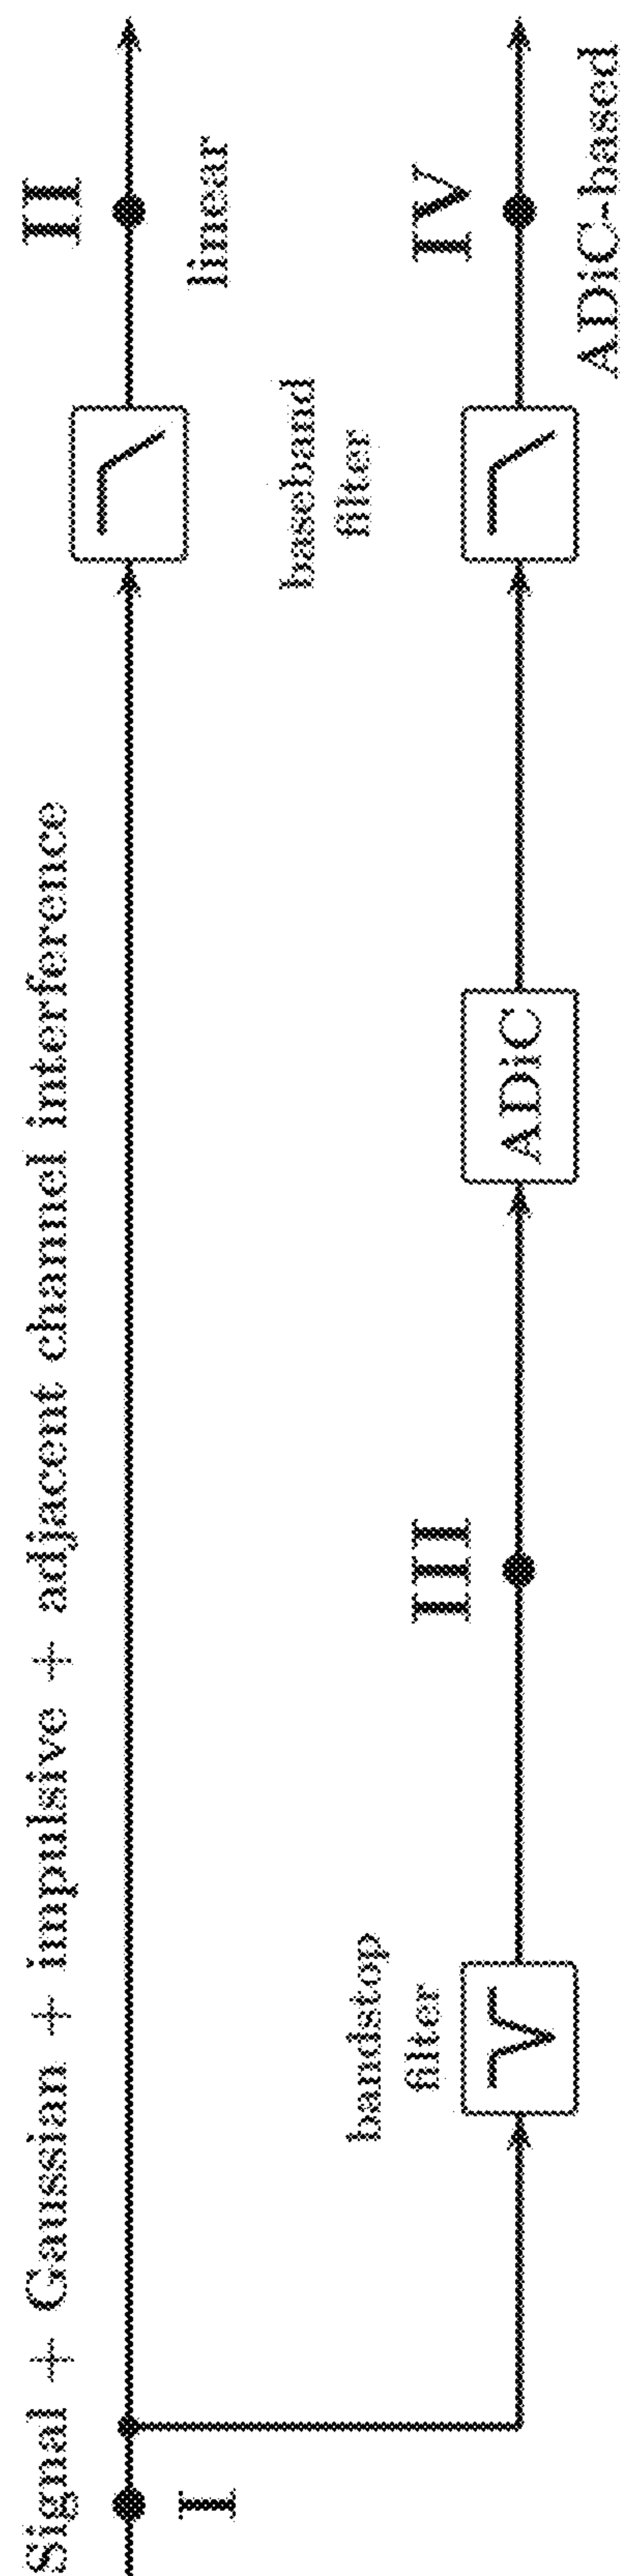 Signal + Gaussian + impulsive + adjacent channel interference
I
II
linear
baseband
filter
bandstop
filter
III
ADiC
IV
ADiC-based